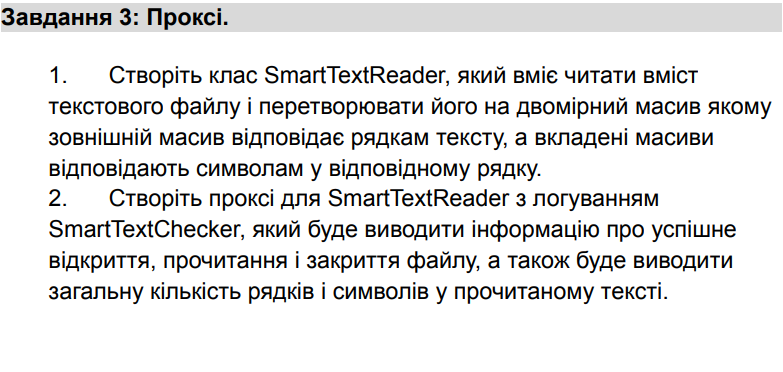 Завдання 3: Проксі.
1. Створіть клас SmartTextReader, який вміє читати вміст
текстового файлу і перетворювати його на двомірний масив якому
зовнішній масив відповідає рядкам тексту, а вкладені масиви
відповідають символам у відповідному рядку.
2. Створіть проксі для SmartTextReader з логуванням
SmartTextChecker, який буде виводити інформацію про успішне
відкриття, прочитання і закриття файлу, а також буде виводити
загальну кількість рядків і символів у прочитаному тексті.